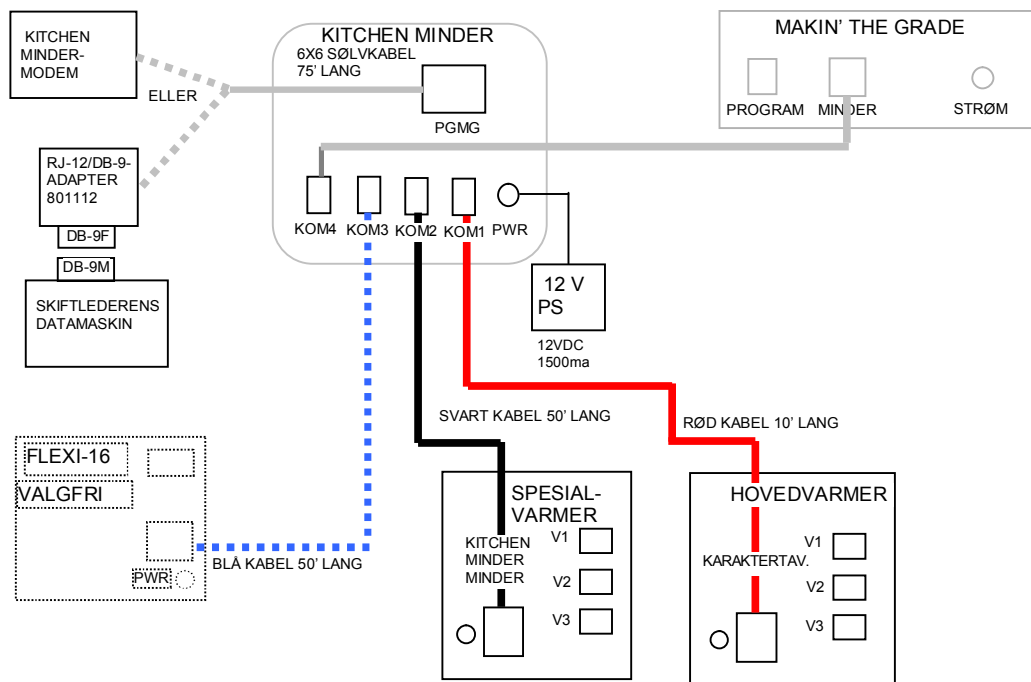 KITCHEN
MINDER-
MODEM
ELLER
RJ-12/DB-9-
ADAPTER
801112
DB-9F
DB-9M
SKIFTLEDERENS
DATAMASKIN
KITCHEN MINDER
6X6 SØLVKABEL
75' LANG
PGMG
KOM4
KOM3
KOM2
KOM1
PWR
MAKIN' THE GRADE
PROGRAM
MINDER
STRØM
12 V
PS
12VDC
1500ma
SVART KABEL 50' LANG
RØD KABEL 10' LANG
FLEXI-16
VALGFRI
PWR
BLÅ KABEL 50' LANG
SPESIAL-
VARMER
KITCHEN
MINDER
MINDER
V1
V2
V3
HOVEDVARMER
KARAKTERTAV.
V1
V2
V3